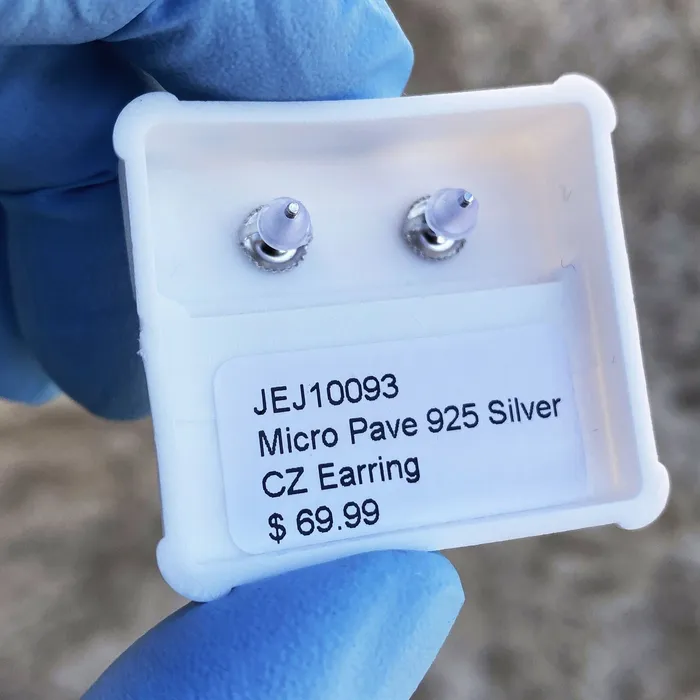 JEJ10093
Micro Pave 925 Silver
CZ Earring
$ 69.99